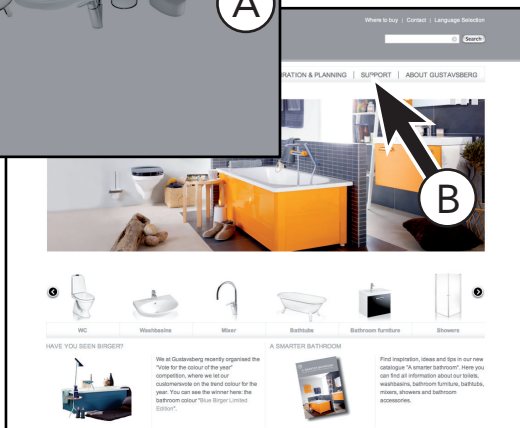 A
Where to buy | Contact | Language Selection
Search
RATION & PLANNING | SUPPORT | ABOUT GUSTAVSBERG
B
WC
Washbasins
Mixer
Bathtubs
Bathroom furniture
Showers
HAVE YOU SEEN BIRGER?
We at Gustavsberg recently organised the
"Vote for the colour of the year"
competition, where we let our
customersvote on the trend colour for the
year. You can see the winner here: the
bathroom colour "Blue Birger Limited
Edition".
A SMARTER BATHROOM
Find inspiration, ideas and tips in our new
catalogue "A smarter bathroom". Here you
can find all information about our toilets,
washbasins, bathroom furniture, bathtubs,
mixers, showers and bathroom
accessories.